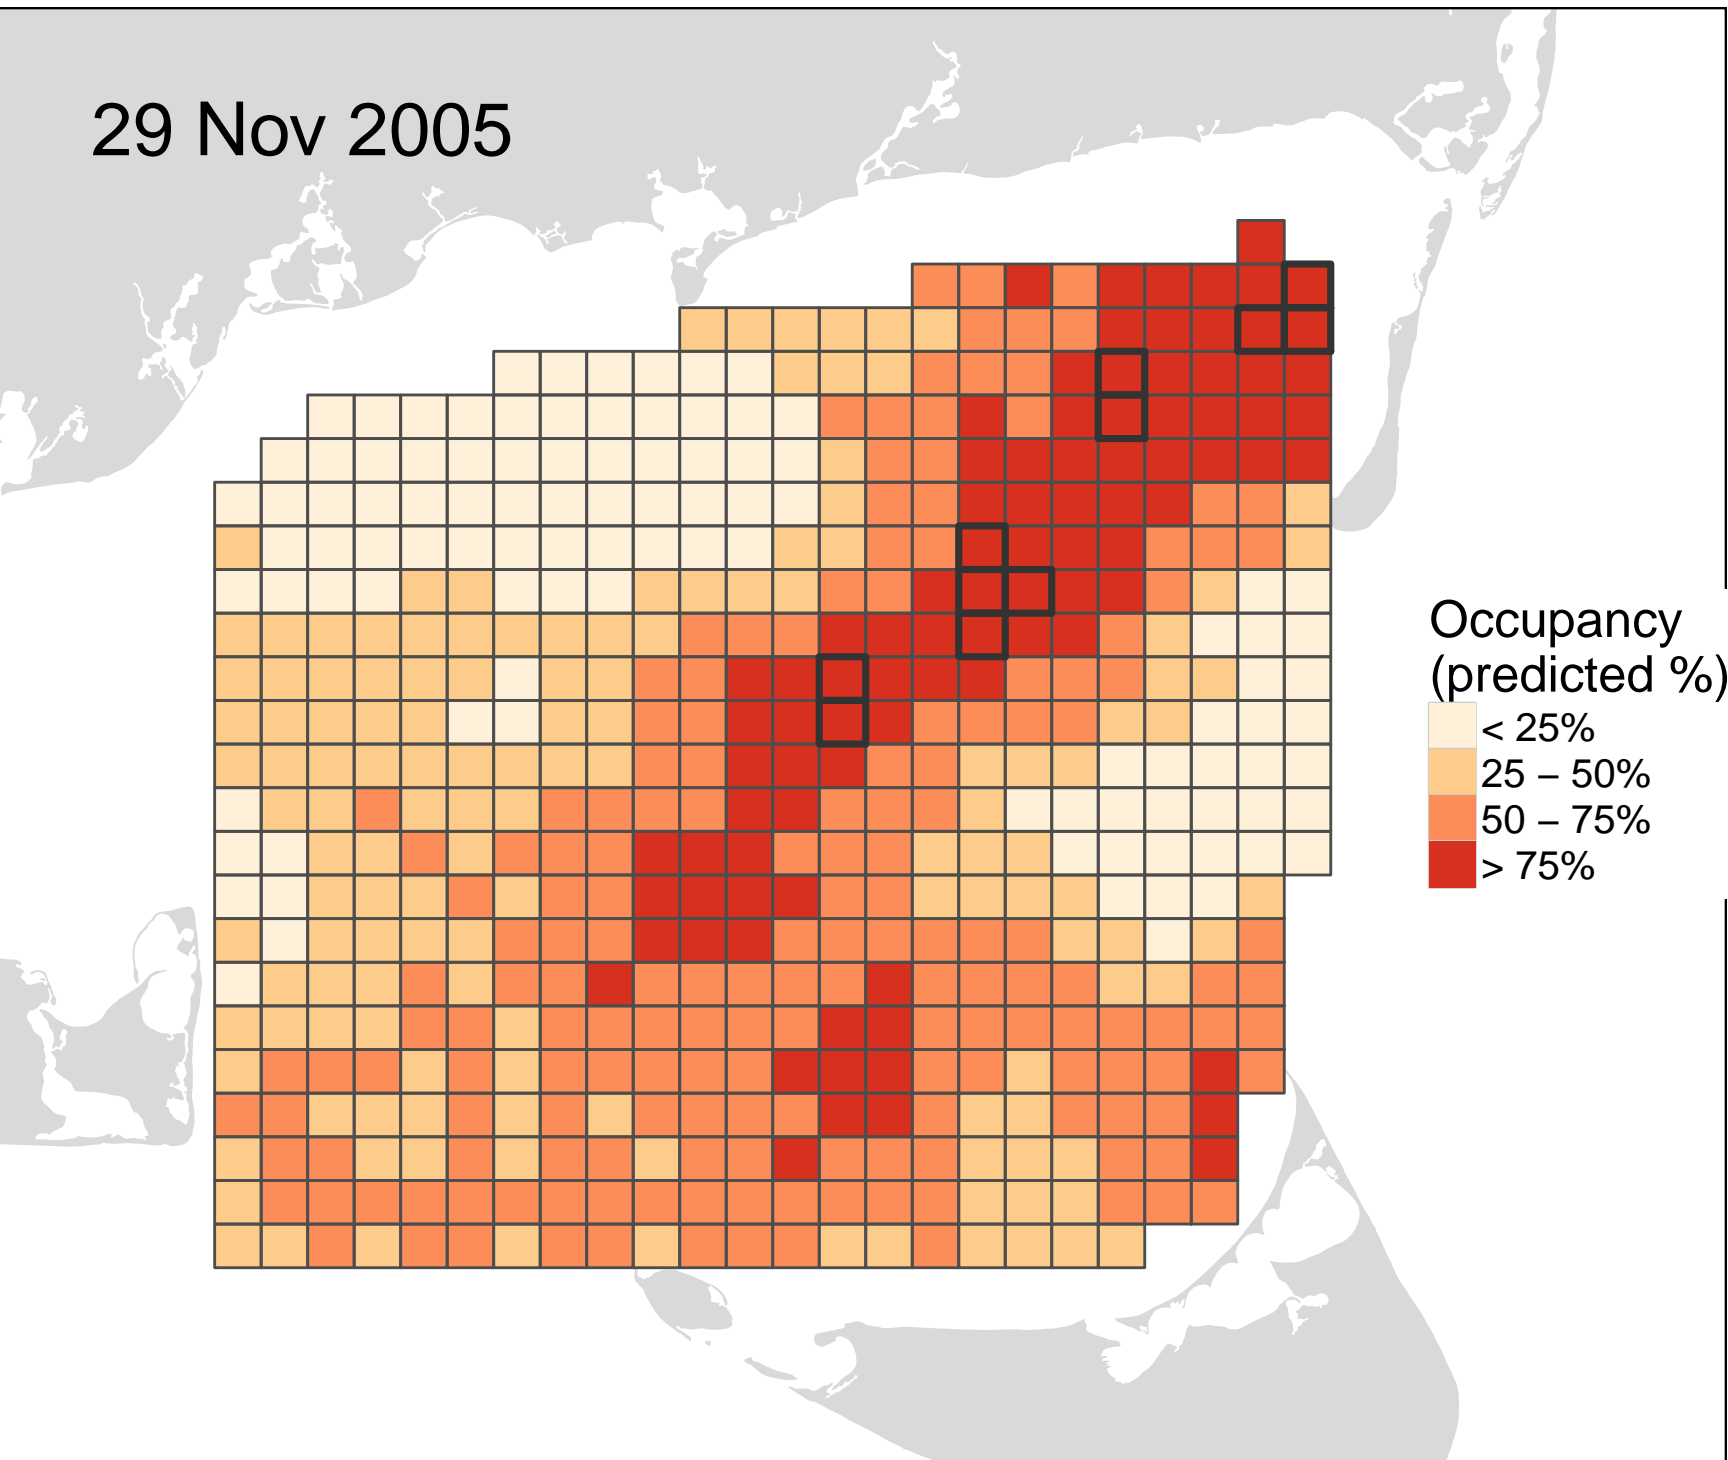 29 Nov 2005
Occupancy
(predicted %)
< 25%
25 – 50%
50 – 75%
> 75%